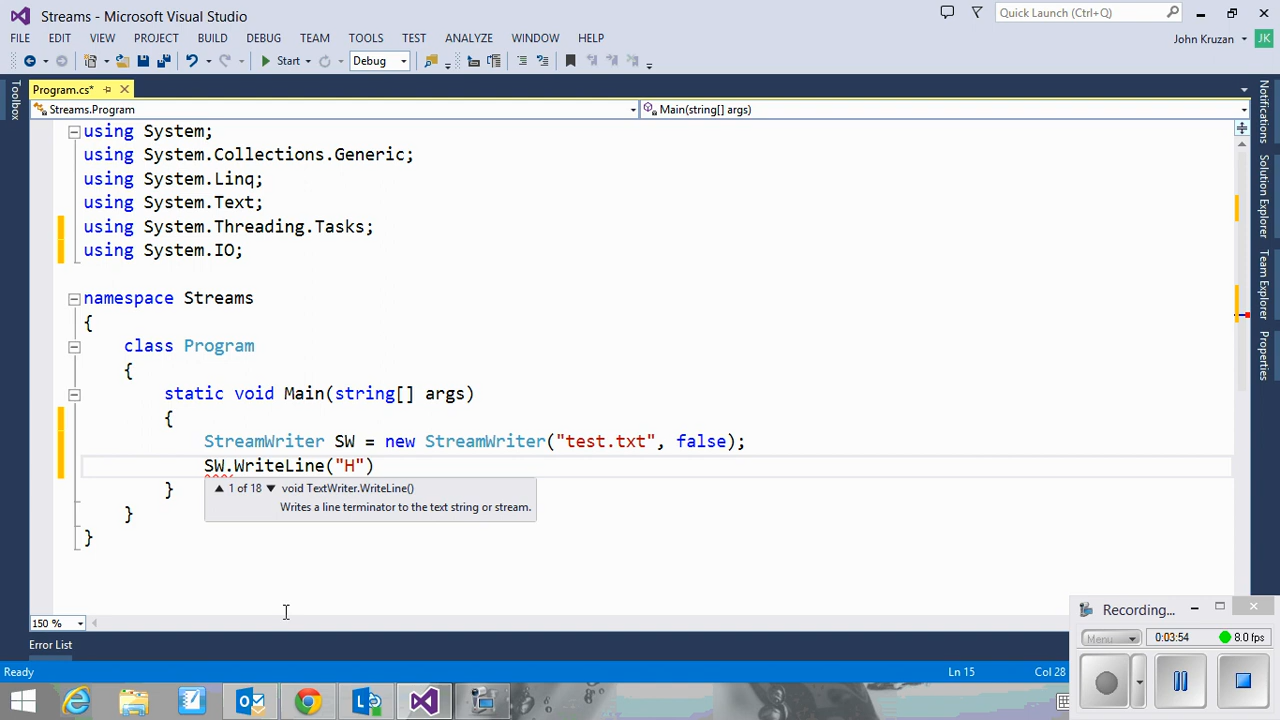 Streams - Microsoft Visual Studio
Quick Launch (Ctrl+Q)
FILE EDIT VIEW PROJECT BUILD DEBUG TEAM TOOLS TEST ANALYZE WINDOW HELP
John Kruzan
JK
Start
Debug
Program.cs*
Streams.Program
Main(string[] args)
Toolbox
using System;
using System.Collections.Generic;
using System.Linq;
using System.Text;
using System.Threading.Tasks;
using System.IO;
namespace Streams
{
class Program
{
static void Main(string[] args)
{
StreamWriter SW = new StreamWriter("test.txt", false);
SW.WriteLine("H")
1 of 18 void TextWriter.WriteLine()
Writes a line terminator to the text string or stream.
}
}
}
Notifications
Solution Explorer
Team Explorer
Properties
150 %
Error List
Ready
Ln 15
Col 28
Recording...
Menu
0:03:54
8.0 fps